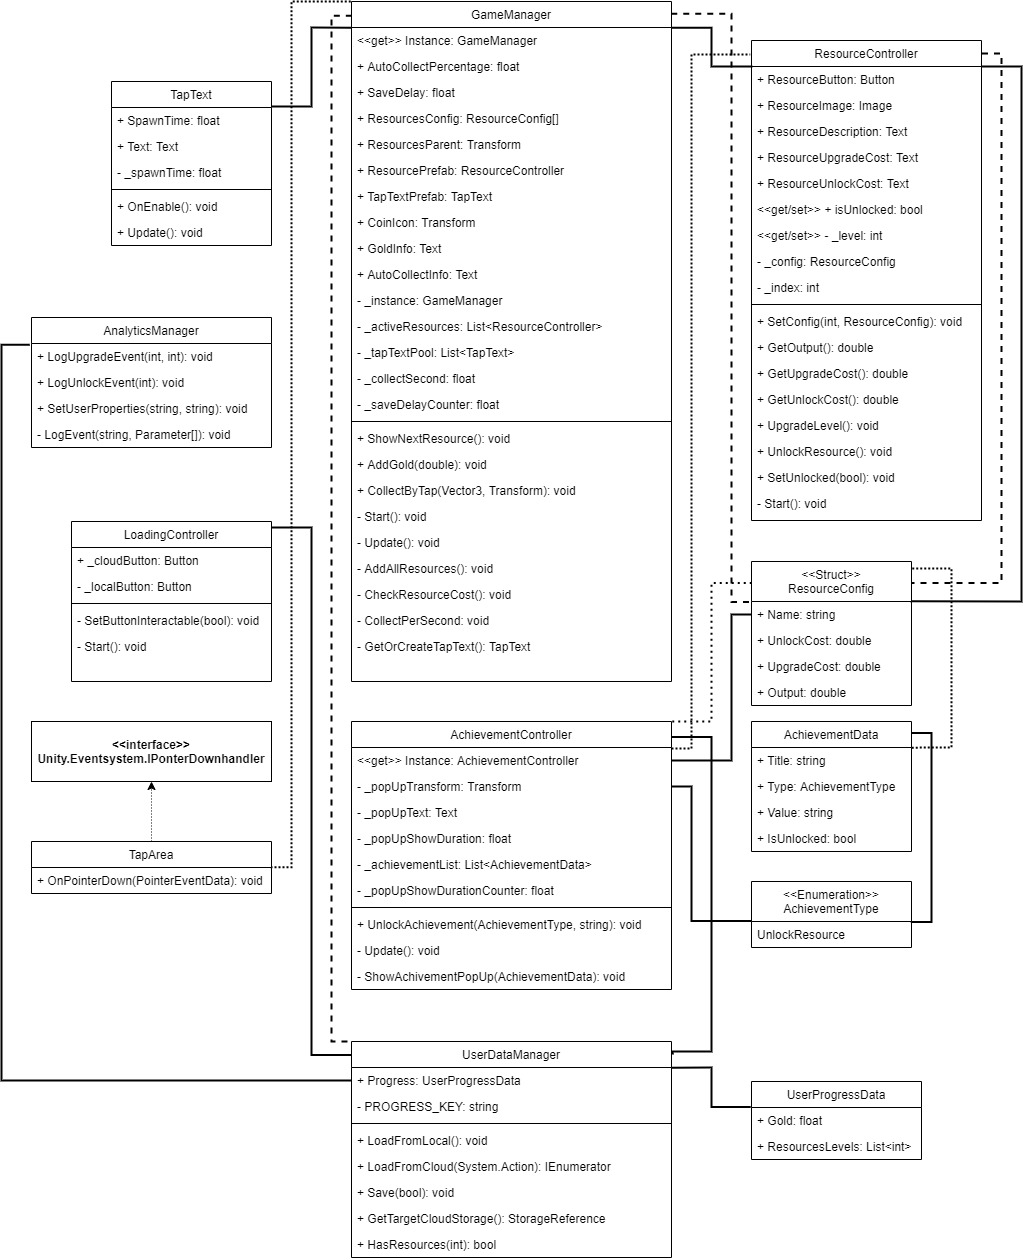 GameManager
<<get>> Instance: GameManager
+ AutoCollectPercentage: float
+ SaveDelay: float
+ ResourcesConfig: ResourceConfig[]
+ ResourcesParent: Transform
+ ResourcePrefab: ResourceController
+ TapTextPrefab: TapText
+ CoinIcon: Transform
+ GoldInfo: Text
+ AutoCollectInfo: Text
- _instance: GameManager
- _activeResources: List<ResourceController>
- _tapTextPool: List<TapText>
- _collectSecond: float
- _saveDelayCounter: float
+ ShowNextResource(): void
+ AddGold(double): void
+ CollectByTap(Vector3, Transform): void
- Start(): void
- Update(): void
- AddAllResources(): void
- CheckResourceCost(): void
- CollectPerSecond: void
- GetOrCreateTapText(): TapText
ResourceController
+ ResourceButton: Button
+ ResourceImage: Image
+ ResourceDescription: Text
+ ResourceUpgradeCost: Text
+ ResourceUnlockCost: Text
<<get/set>> + isUnlocked: bool
<<get/set>> - _level: int
- _config: ResourceConfig
- _index: int
+ SetConfig(int, ResourceConfig): void
+ GetOutput(): double
+ GetUpgradeCost(): double
+ GetUnlockCost(): double
+ UpgradeLevel(): void
+ UnlockResource(): void
+ SetUnlocked(bool): void
- Start(): void
TapText
+ SpawnTime: float
+ Text: Text
- _spawnTime: float
+ OnEnable(): void
+ Update(): void
AnalyticsManager
+ LogUpgradeEvent(int, int): void
+ LogUnlockEvent(int): void
+ SetUserProperties(string, string): void
- LogEvent(string, Parameter[]): void
LoadingController
+ _cloudButton: Button
- _localButton: Button
- SetButtonInteractable(bool): void
- Start(): void
<<Struct>>
ResourceConfig
+ Name: string
+ UnlockCost: double
+ UpgradeCost: double
+ Output: double
<<interface>>
Unity.Eventsystem.IPonterDownhandler
TapArea
+ OnPointerDown(PointerEventData): void
AchievementController
<<get>> Instance: AchievementController
- _popUpTransform: Transform
- _popUpText: Text
- _popUpShowDuration: float
- _achievementList: List<AchievementData>
- _popUpShowDurationCounter: float
+ UnlockAchievement(AchievementType, string): void
- Update(): void
- ShowAchivementPopUp(AchievementData): void
AchievementData
+ Title: string
+ Type: AchievementType
+ Value: string
+ IsUnlocked: bool
<<Enumeration>>
AchievementType
UnlockResource
UserDataManager
+ Progress: UserProgressData
- PROGRESS_KEY: string
+ LoadFromLocal(): void
+ LoadFromCloud(System.Action): IEnumerator
+ Save(bool): void
+ GetTargetCloudStorage(): StorageReference
+ HasResources(int): bool
UserProgressData
+ Gold: float
+ ResourcesLevels: List<int>